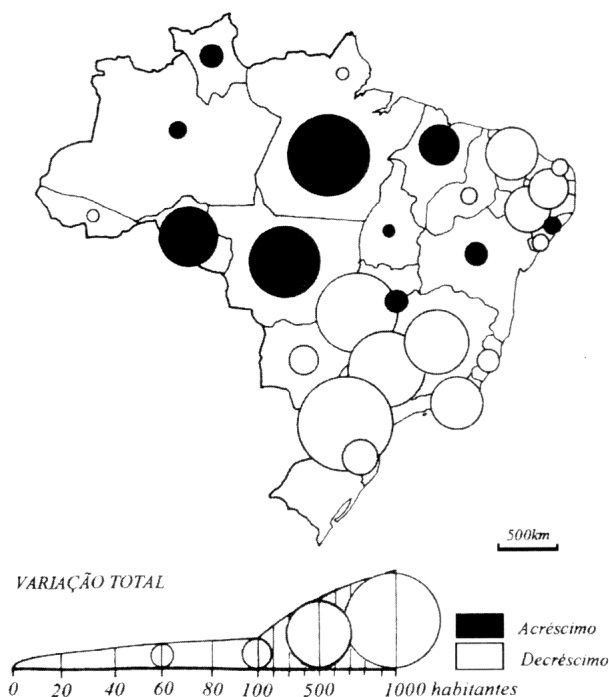 500km
VARIAÇÃO TOTAL
Acréscimo
Decréscimo
0 20 40 60 80 100 500 1000 habitantes